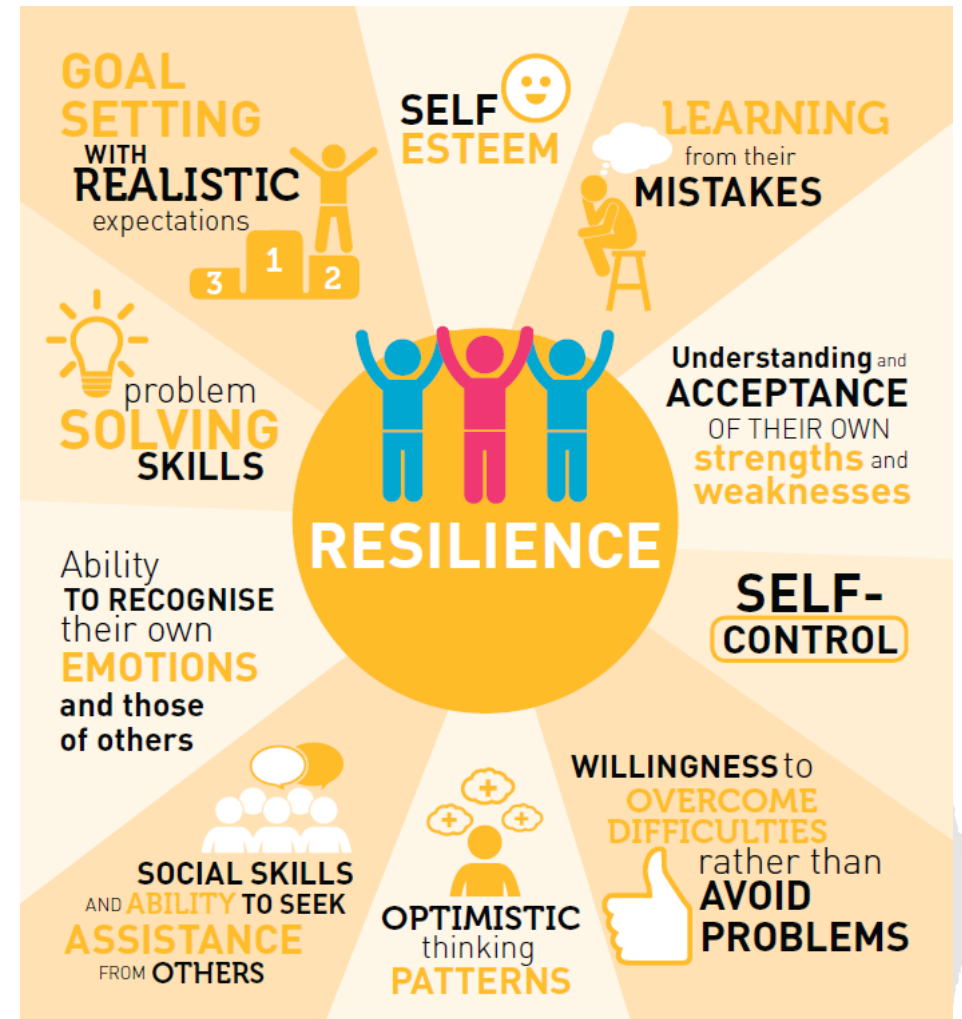 GOAL
SETTING
WITH
REALISTIC
expectations
3 1 2
SELF
ESTEEM
LEARNING
from their
MISTAKES
Understanding and
ACCEPTANCE
OF THEIR OWN
strengths and
weaknesses
SELF-
CONTROL
WILLINGNESS to
OVERCOME
DIFFICULTIES
rather than
AVOID
PROBLEMS
OPTIMISTIC
thinking
PATTERNS
SOCIAL SKILLS
AND ABILITY TO SEEK
ASSISTANCE
FROM OTHERS
Ability
TO RECOGNISE
their own
EMOTIONS
and those
of others
problem
SOLVING
SKILLS
RESILIENCE